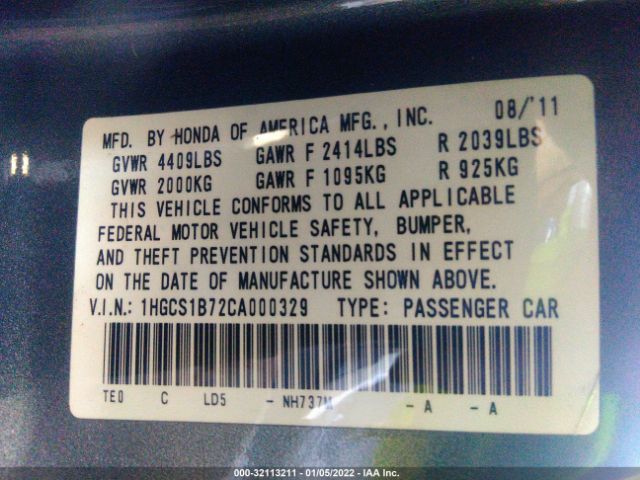 MFD. BY HONDA OF AMERICA MFG., INC. 08/'11
GVWR 4409LBS GAWR F 2414LBS R 2039LBS
GVWR 2000KG GAWR F 1095KG R 925KG
THIS VEHICLE CONFORMS TO ALL APPLICABLE
FEDERAL MOTOR VEHICLE SAFETY, BUMPER,
AND THEFT PREVENTION STANDARDS IN EFFECT
ON THE DATE OF MANUFACTURE SHOWN ABOVE.
V.I.N.: 1HGCS1B72CA000329 TYPE: PASSENGER CAR
TE0 C LD5 - NH737M - A - A
000-32113211 - 01/05/2022 - IAA Inc.